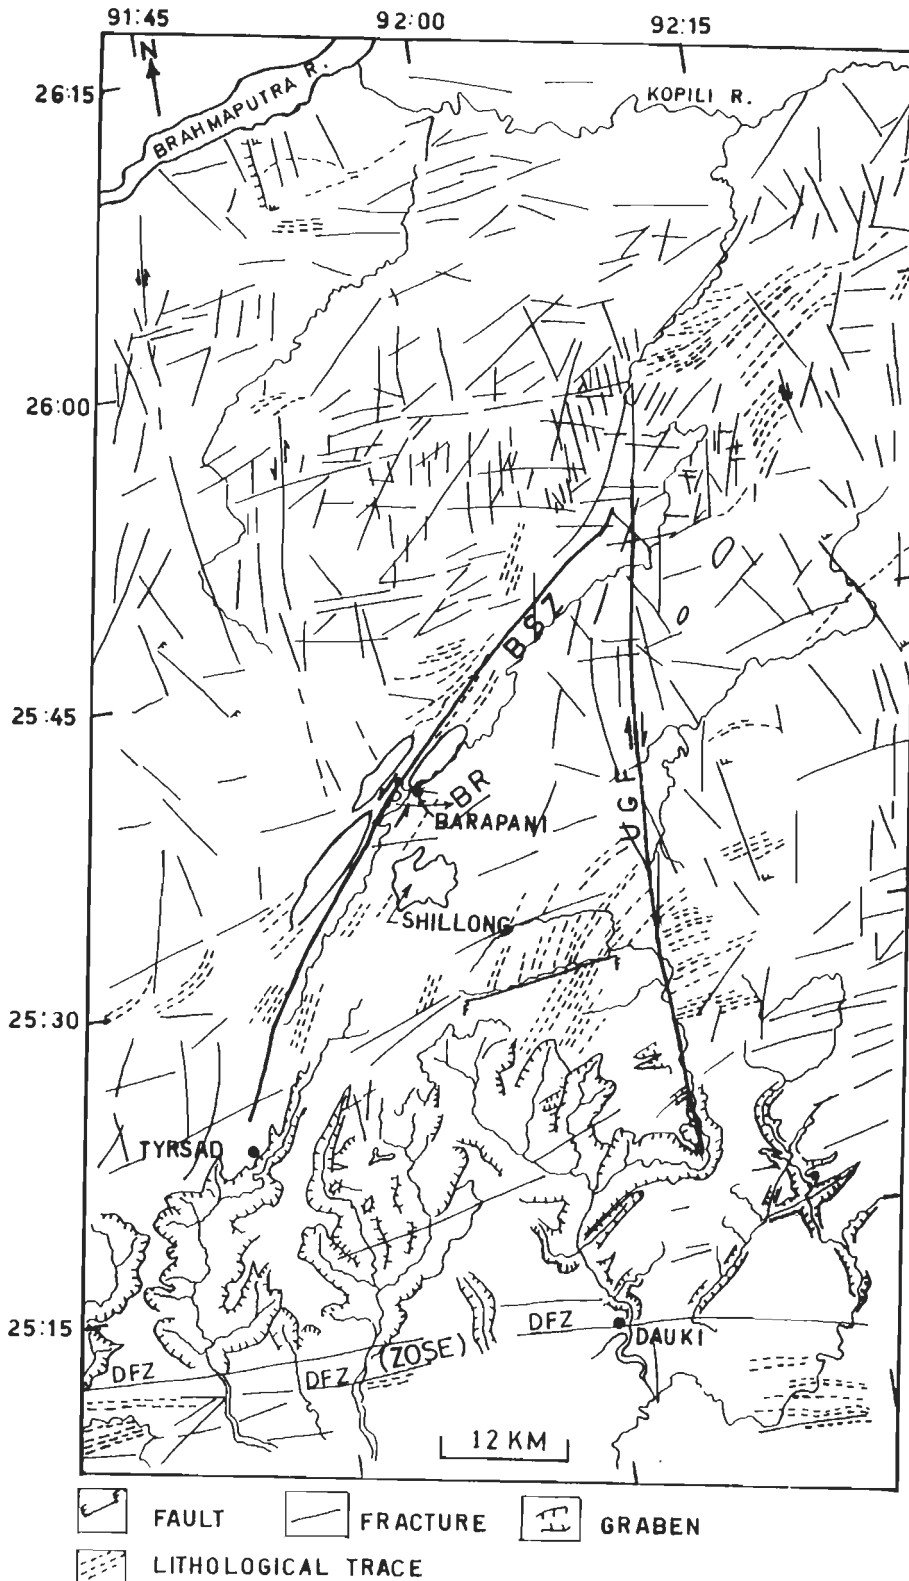 91:45 92:00 92:15
N
26:15
BRAHMAPUTRA R.
KOPILI R.
26:00
BSZ
25:45
UGF
BR
BARAPANI
SHILLONG
25:30
TYRSAD
25:15
DFZ
DAUKI
(ZOSE)
DFZ
DFZ
12 KM
FAULT FRACTURE GRABEN
LITHOLOGICAL TRACE